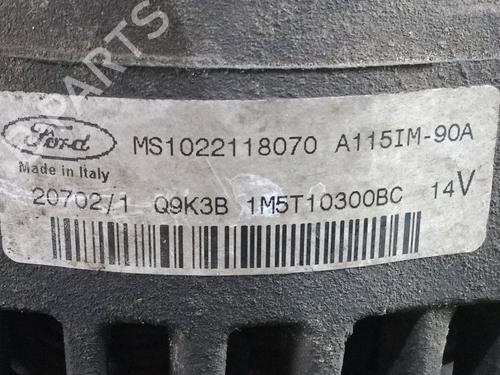 PARTS
Ford
MS1022118070 A115IM-90A
Made in Italy
20702/1 Q9K3B 1M5T10300BC 14V